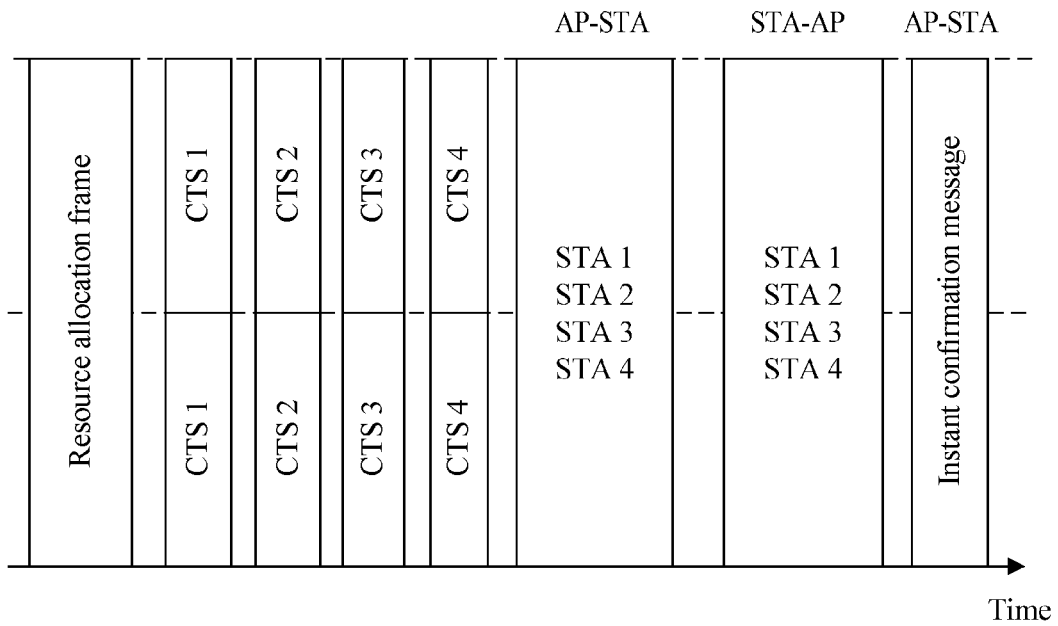 AP-STA
STA-AP
AP-STA
Resource allocation frame
CTS 1
CTS 2
CTS 3
CTS 4
CTS 1
CTS 2
CTS 3
CTS 4
STA 1
STA 2
STA 3
STA 4
STA 1
STA 2
STA 3
STA 4
Instant confirmation message
Time